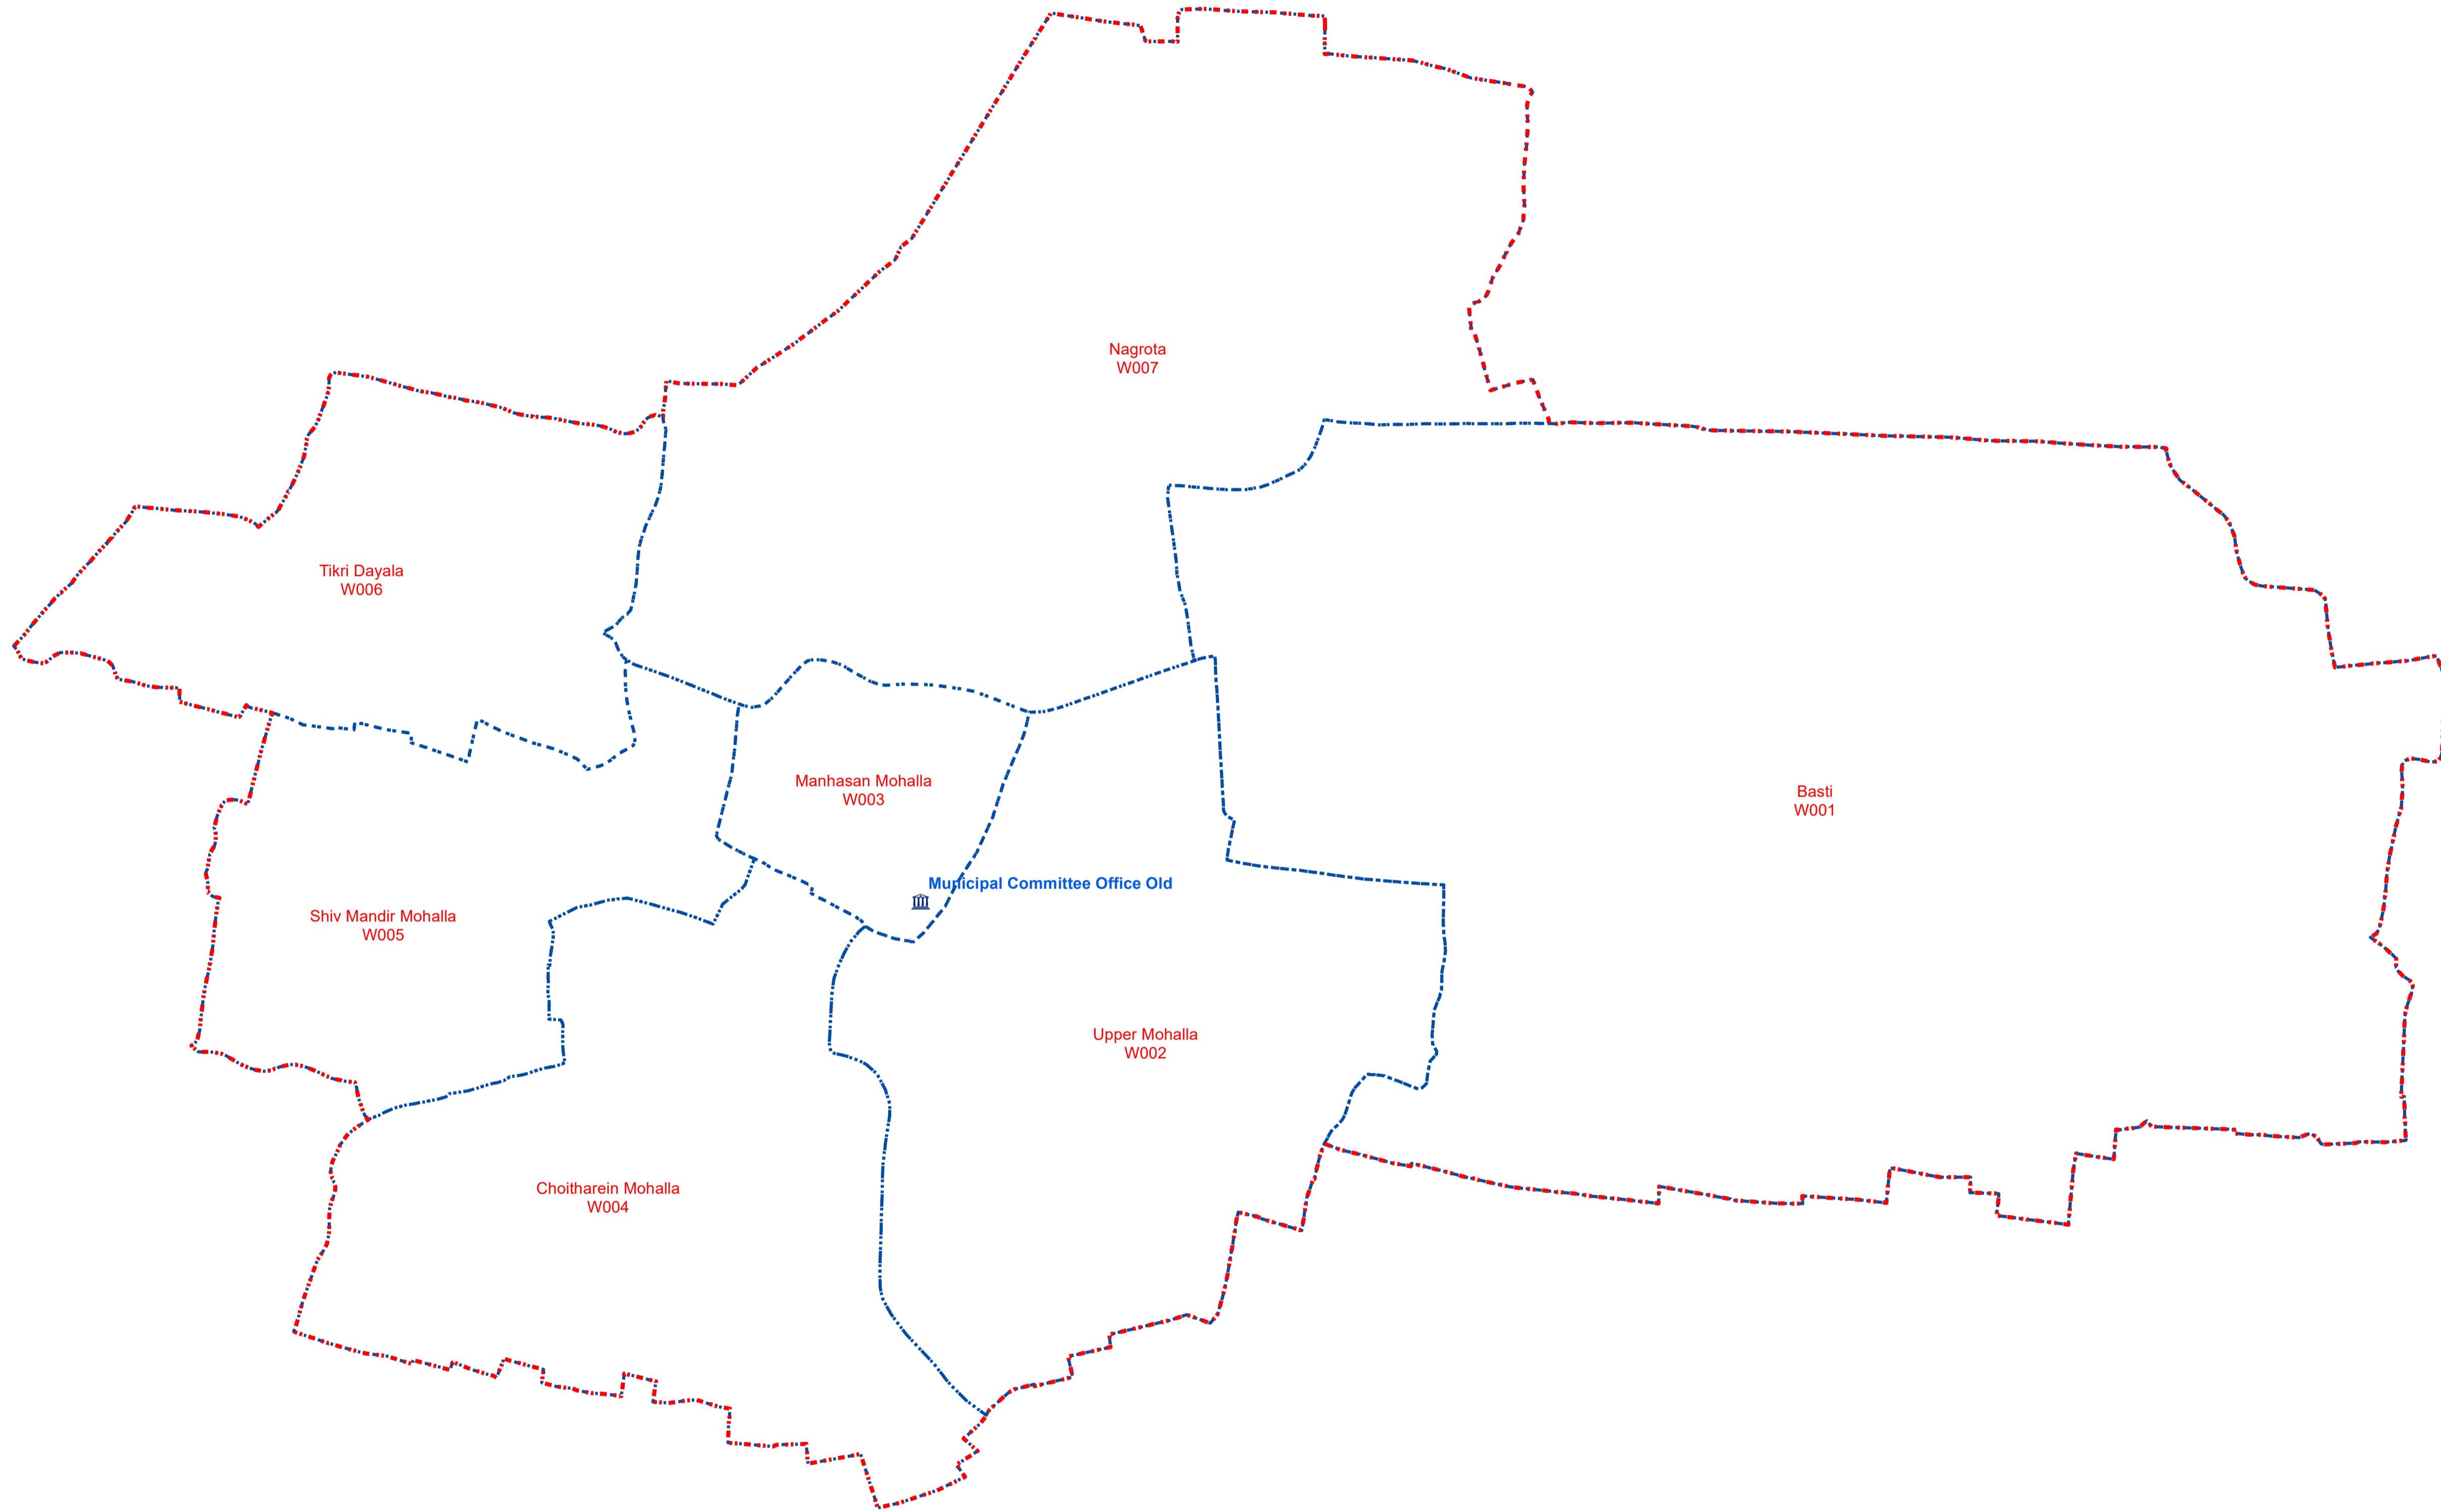 Nagrota
W007
Tikri Dayala
W006
Manhasan Mohalla
W003
Basti
W001
Municipal Committee Office Old
Shiv Mandir Mohalla
W005
Upper Mohalla
W002
Choitharein Mohalla
W004